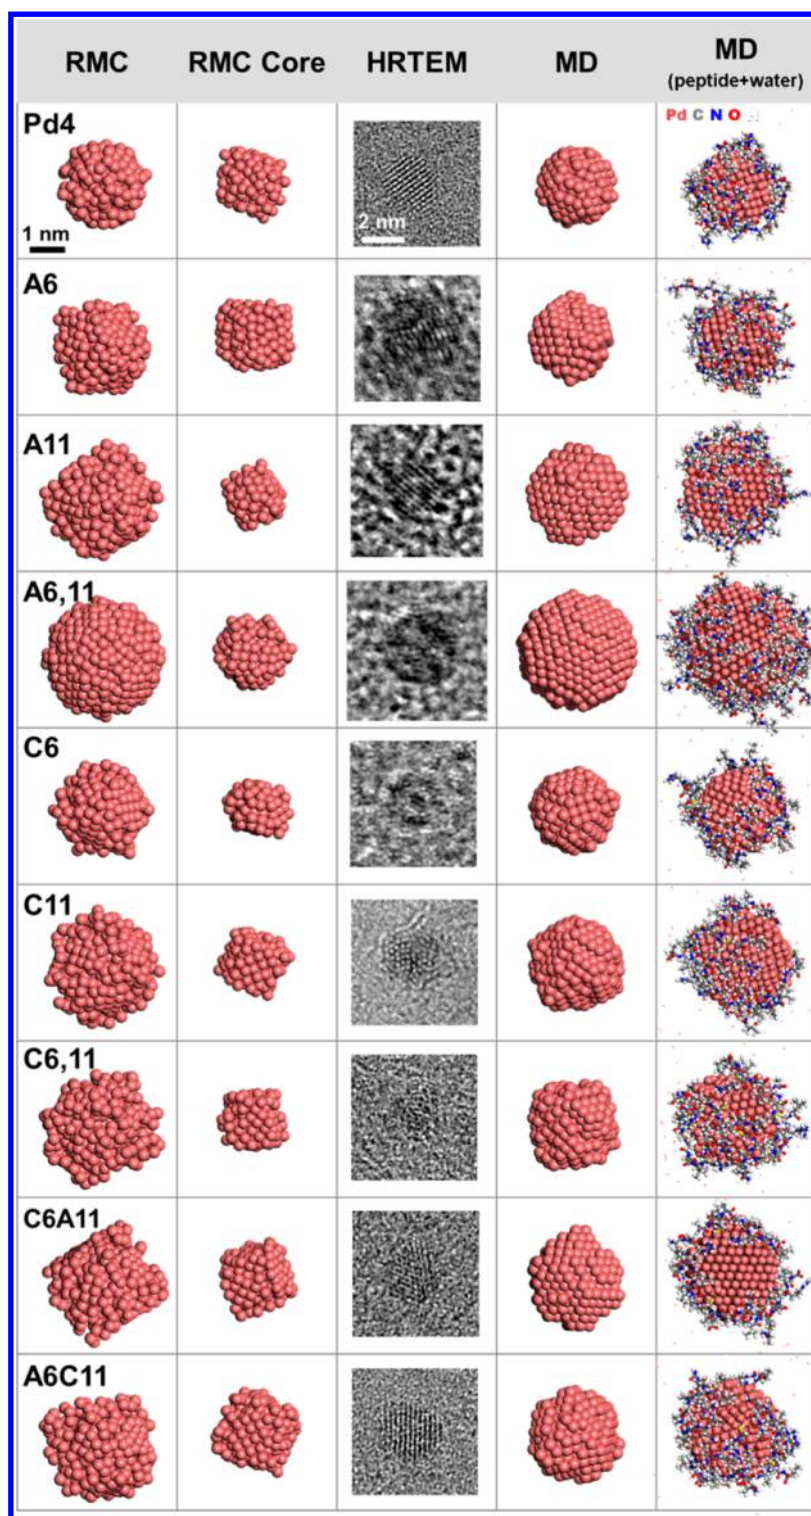 RMC RMC Core HRTEM MD MD
(peptide+water)
Pd4 Pd C N O H
1 nm 2 nm
A6
A11
A6,11
C6
C11
C6,11
C6A11
A6C11